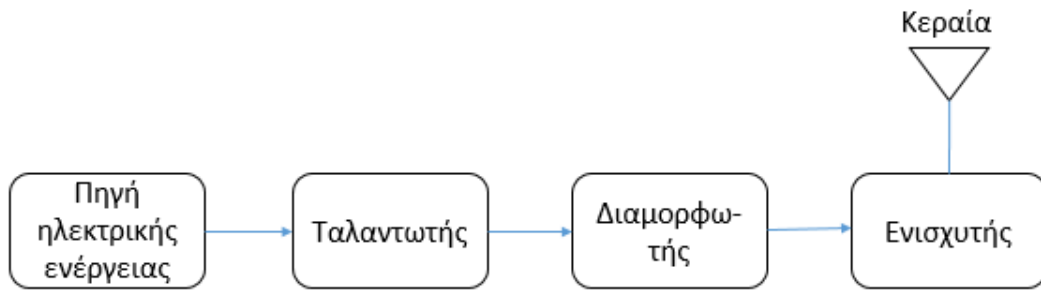 Κεραία
Πηγή
ηλεκτρικής
ενέργειας
Ταλαντωτής
Διαμορφω-
τής
Ενισχυτής